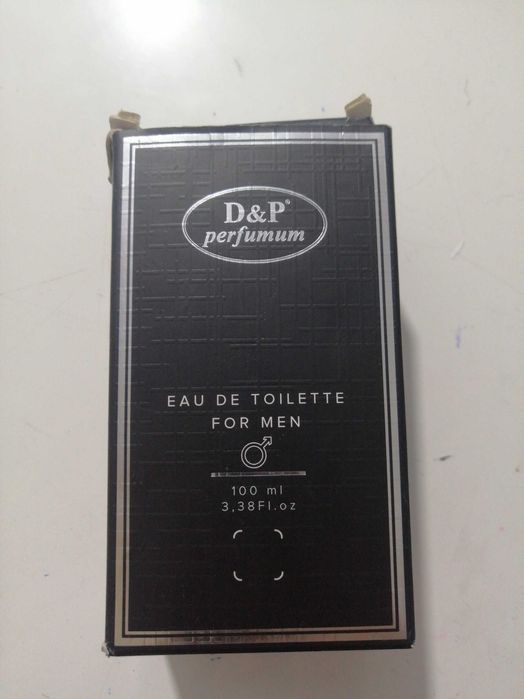 D&P®
perfumum
EAU DE TOILETTE
FOR MEN
100 ml
3,38Fl.oz